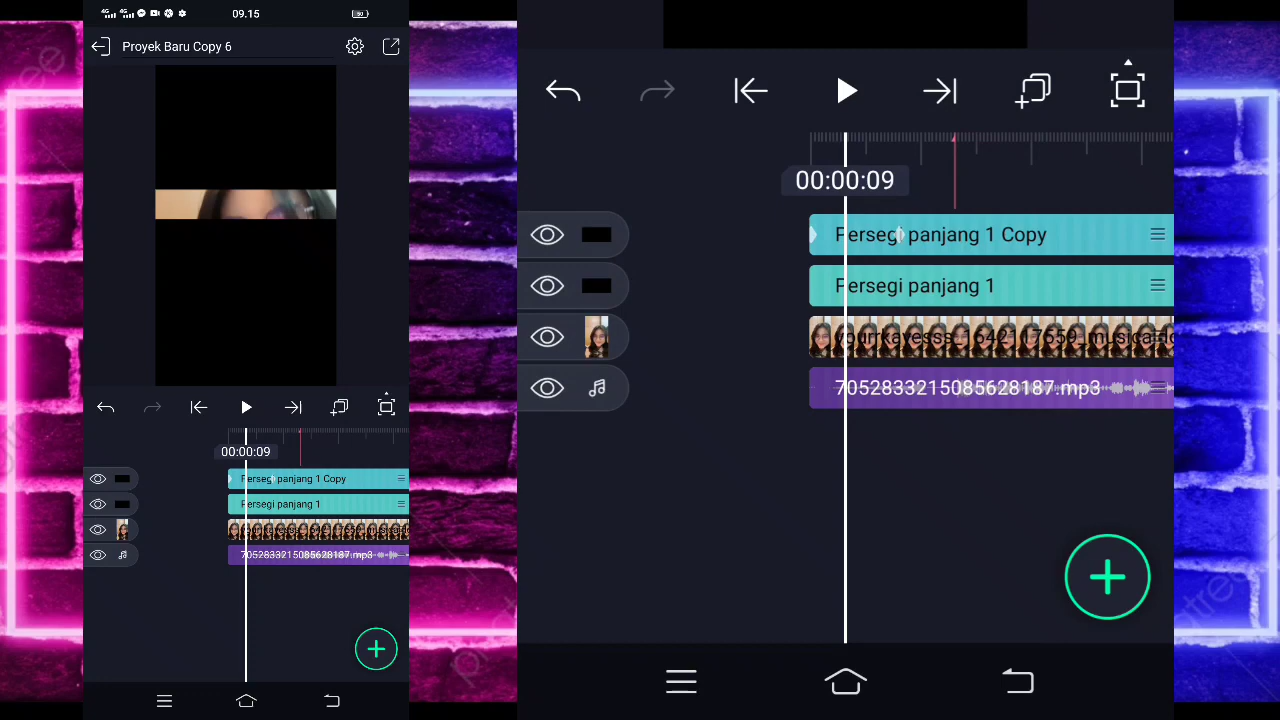 09.15
Proyek Baru Copy 6
00:00:09
Persegi panjang 1 Copy
Persegi panjang 1
7052833215085628187.mp3
00:00:09
Persegi panjang 1 Copy
Persegi panjang 1
7052833215085628187.mp3